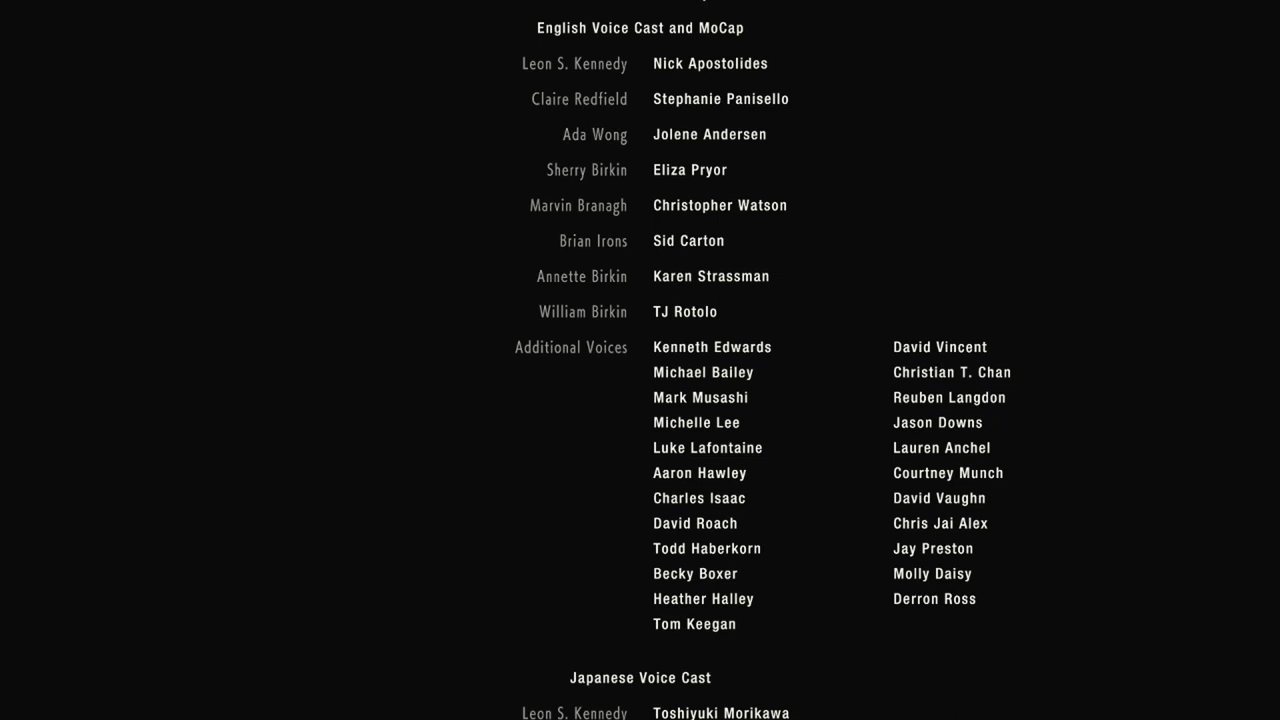 English Voice Cast and MoCap
Leon S. Kennedy Nick Apostolides
Claire Redfield Stephanie Panisello
Ada Wong Jolene Andersen
Sherry Birkin Eliza Pryor
Marvin Branagh Christopher Watson
Brian Irons Sid Carton
Annette Birkin Karen Strassman
William Birkin TJ Rotolo
Additional Voices Kenneth Edwards David Vincent
Michael Bailey Christian T. Chan
Mark Musashi Reuben Langdon
Michelle Lee Jason Downs
Luke Lafontaine Lauren Anchel
Aaron Hawley Courtney Munch
Charles Isaac David Vaughn
David Roach Chris Jai Alex
Todd Haberkorn Jay Preston
Becky Boxer Molly Daisy
Heather Halley Derron Ross
Tom Keegan
Japanese Voice Cast
Leon S. Kennedy Toshiyuki Morikawa